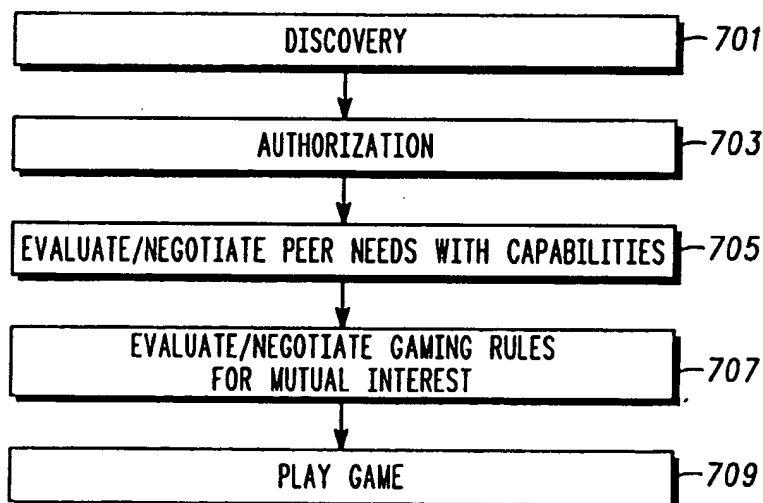 DISCOVERY 701
AUTHORIZATION 703
EVALUATE/NEGOTIATE PEER NEEDS WITH CAPABILITIES 705
EVALUATE/NEGOTIATE GAMING RULES
FOR MUTUAL INTEREST 707
PLAY GAME 709